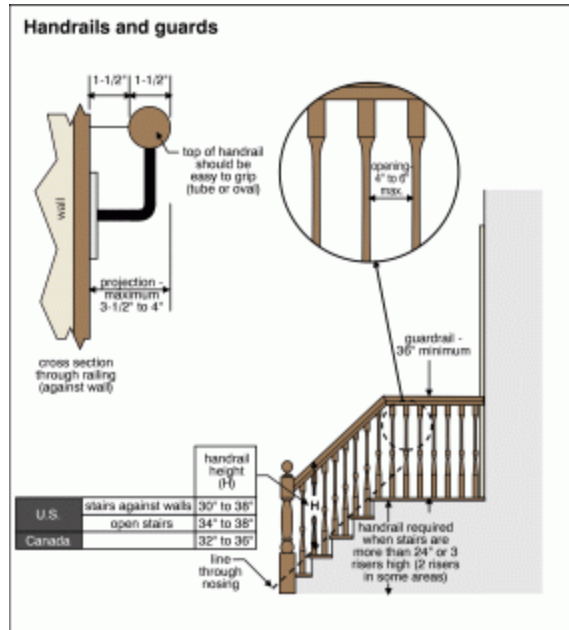 Handrails and guards
1-1/2" 1-1/2"
top of handrail
should be
easy to grip
(tube or oval)
wall
projection -
maximum
3-1/2" to 4"
cross section
through railing
(against wall)
opening-
4" to 6"
max.
guardrail -
36" minimum
handrail
height
(H)
U.S.
stairs against walls 30" to 38"
open stairs 34" to 38"
Canada 32" to 36"
H
line
through
nosing
handrail required
when stairs are
more than 24" or 3
risers high (2 risers
in some areas)